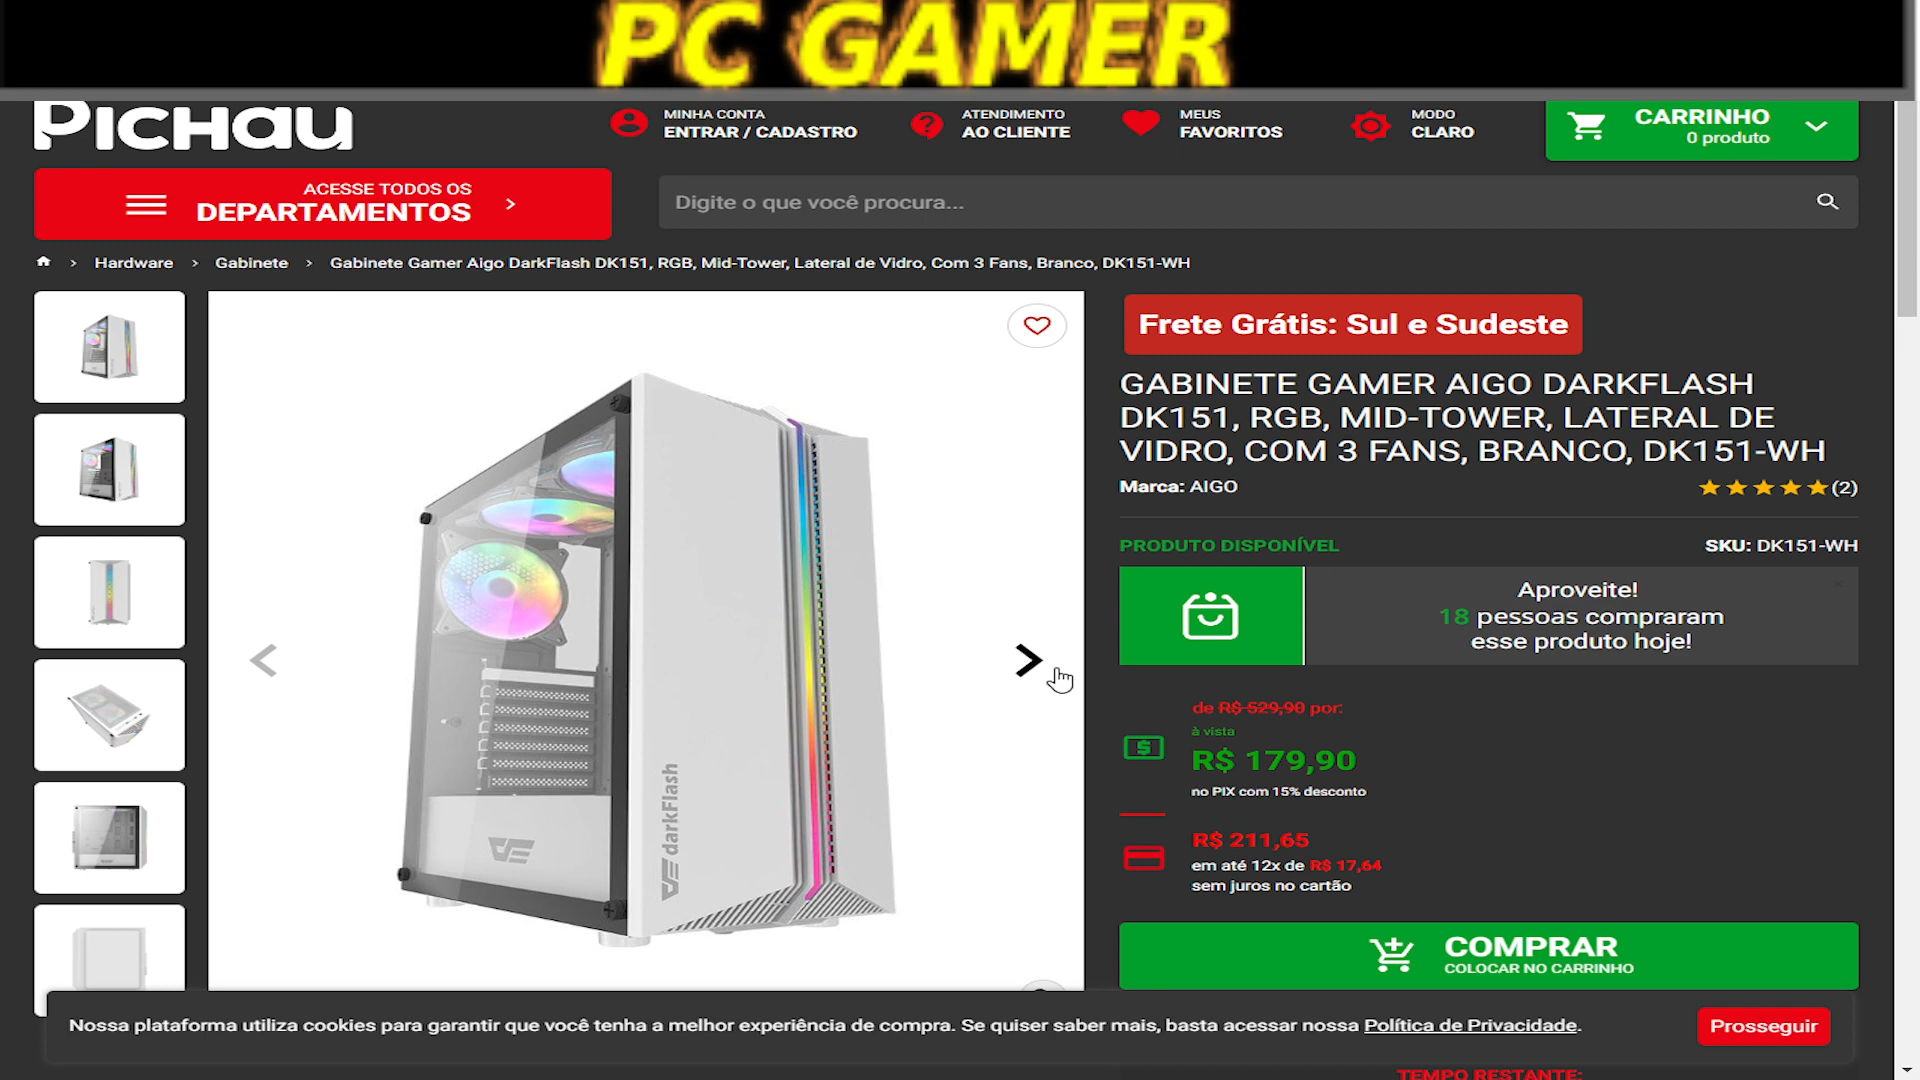 PC GAMER
PICHAU
MINHA CONTA
ENTRAR / CADASTRO
ATENDIMENTO
AO CLIENTE
MEUS
FAVORITOS
MODO
CLARO
CARRINHO
0 produto
ACESSE TODOS OS
DEPARTAMENTOS
Digite o que você procura...
Hardware > Gabinete > Gabinete Gamer Aigo DarkFlash DK151, RGB, Mid-Tower, Lateral de Vidro, Com 3 Fans, Branco, DK151-WH
Frete Grátis: Sul e Sudeste
GABINETE GAMER AIGO DARKFLASH
DK151, RGB, MID-TOWER, LATERAL DE
VIDRO, COM 3 FANS, BRANCO, DK151-WH
Marca: AIGO
(2)
PRODUTO DISPONÍVEL
SKU: DK151-WH
Aproveite!
18 pessoas compraram
esse produto hoje!
de R$ 529,90 por:
à vista
R$ 179,90
no PIX com 15% desconto
R$ 211,65
em até 12x de R$ 17,64
sem juros no cartão
darkFlash
COMPRAR
COLOCAR NO CARRINHO
Nossa plataforma utiliza cookies para garantir que você tenha a melhor experiência de compra. Se quiser saber mais, basta acessar nossa Política de Privacidade.
Prosseguir
TEMPO RESTANTE: